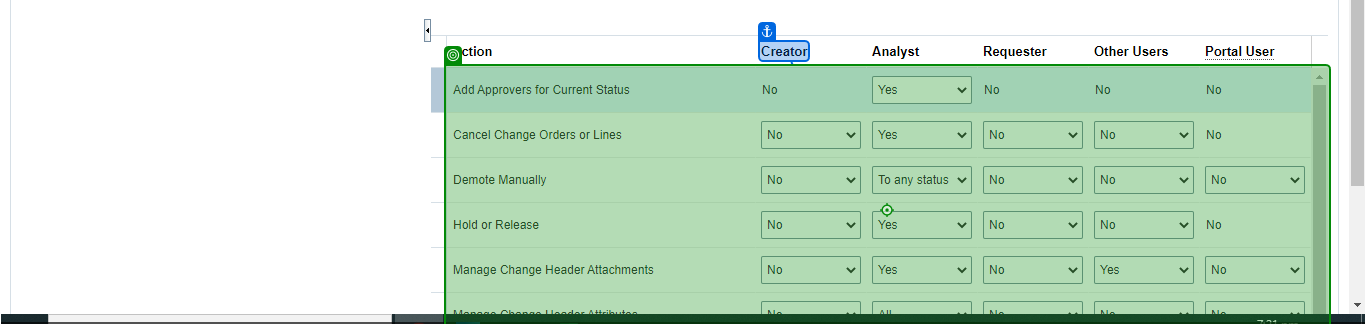 ction Creator Analyst Requester Other Users Portal User
Add Approvers for Current Status No Yes No No No
Cancel Change Orders or Lines No Yes No No No
Demote Manually No To any status No No No
Hold or Release No Yes No No No
Manage Change Header Attachments No Yes No Yes No
Manage Change Header Attributes No All No No No